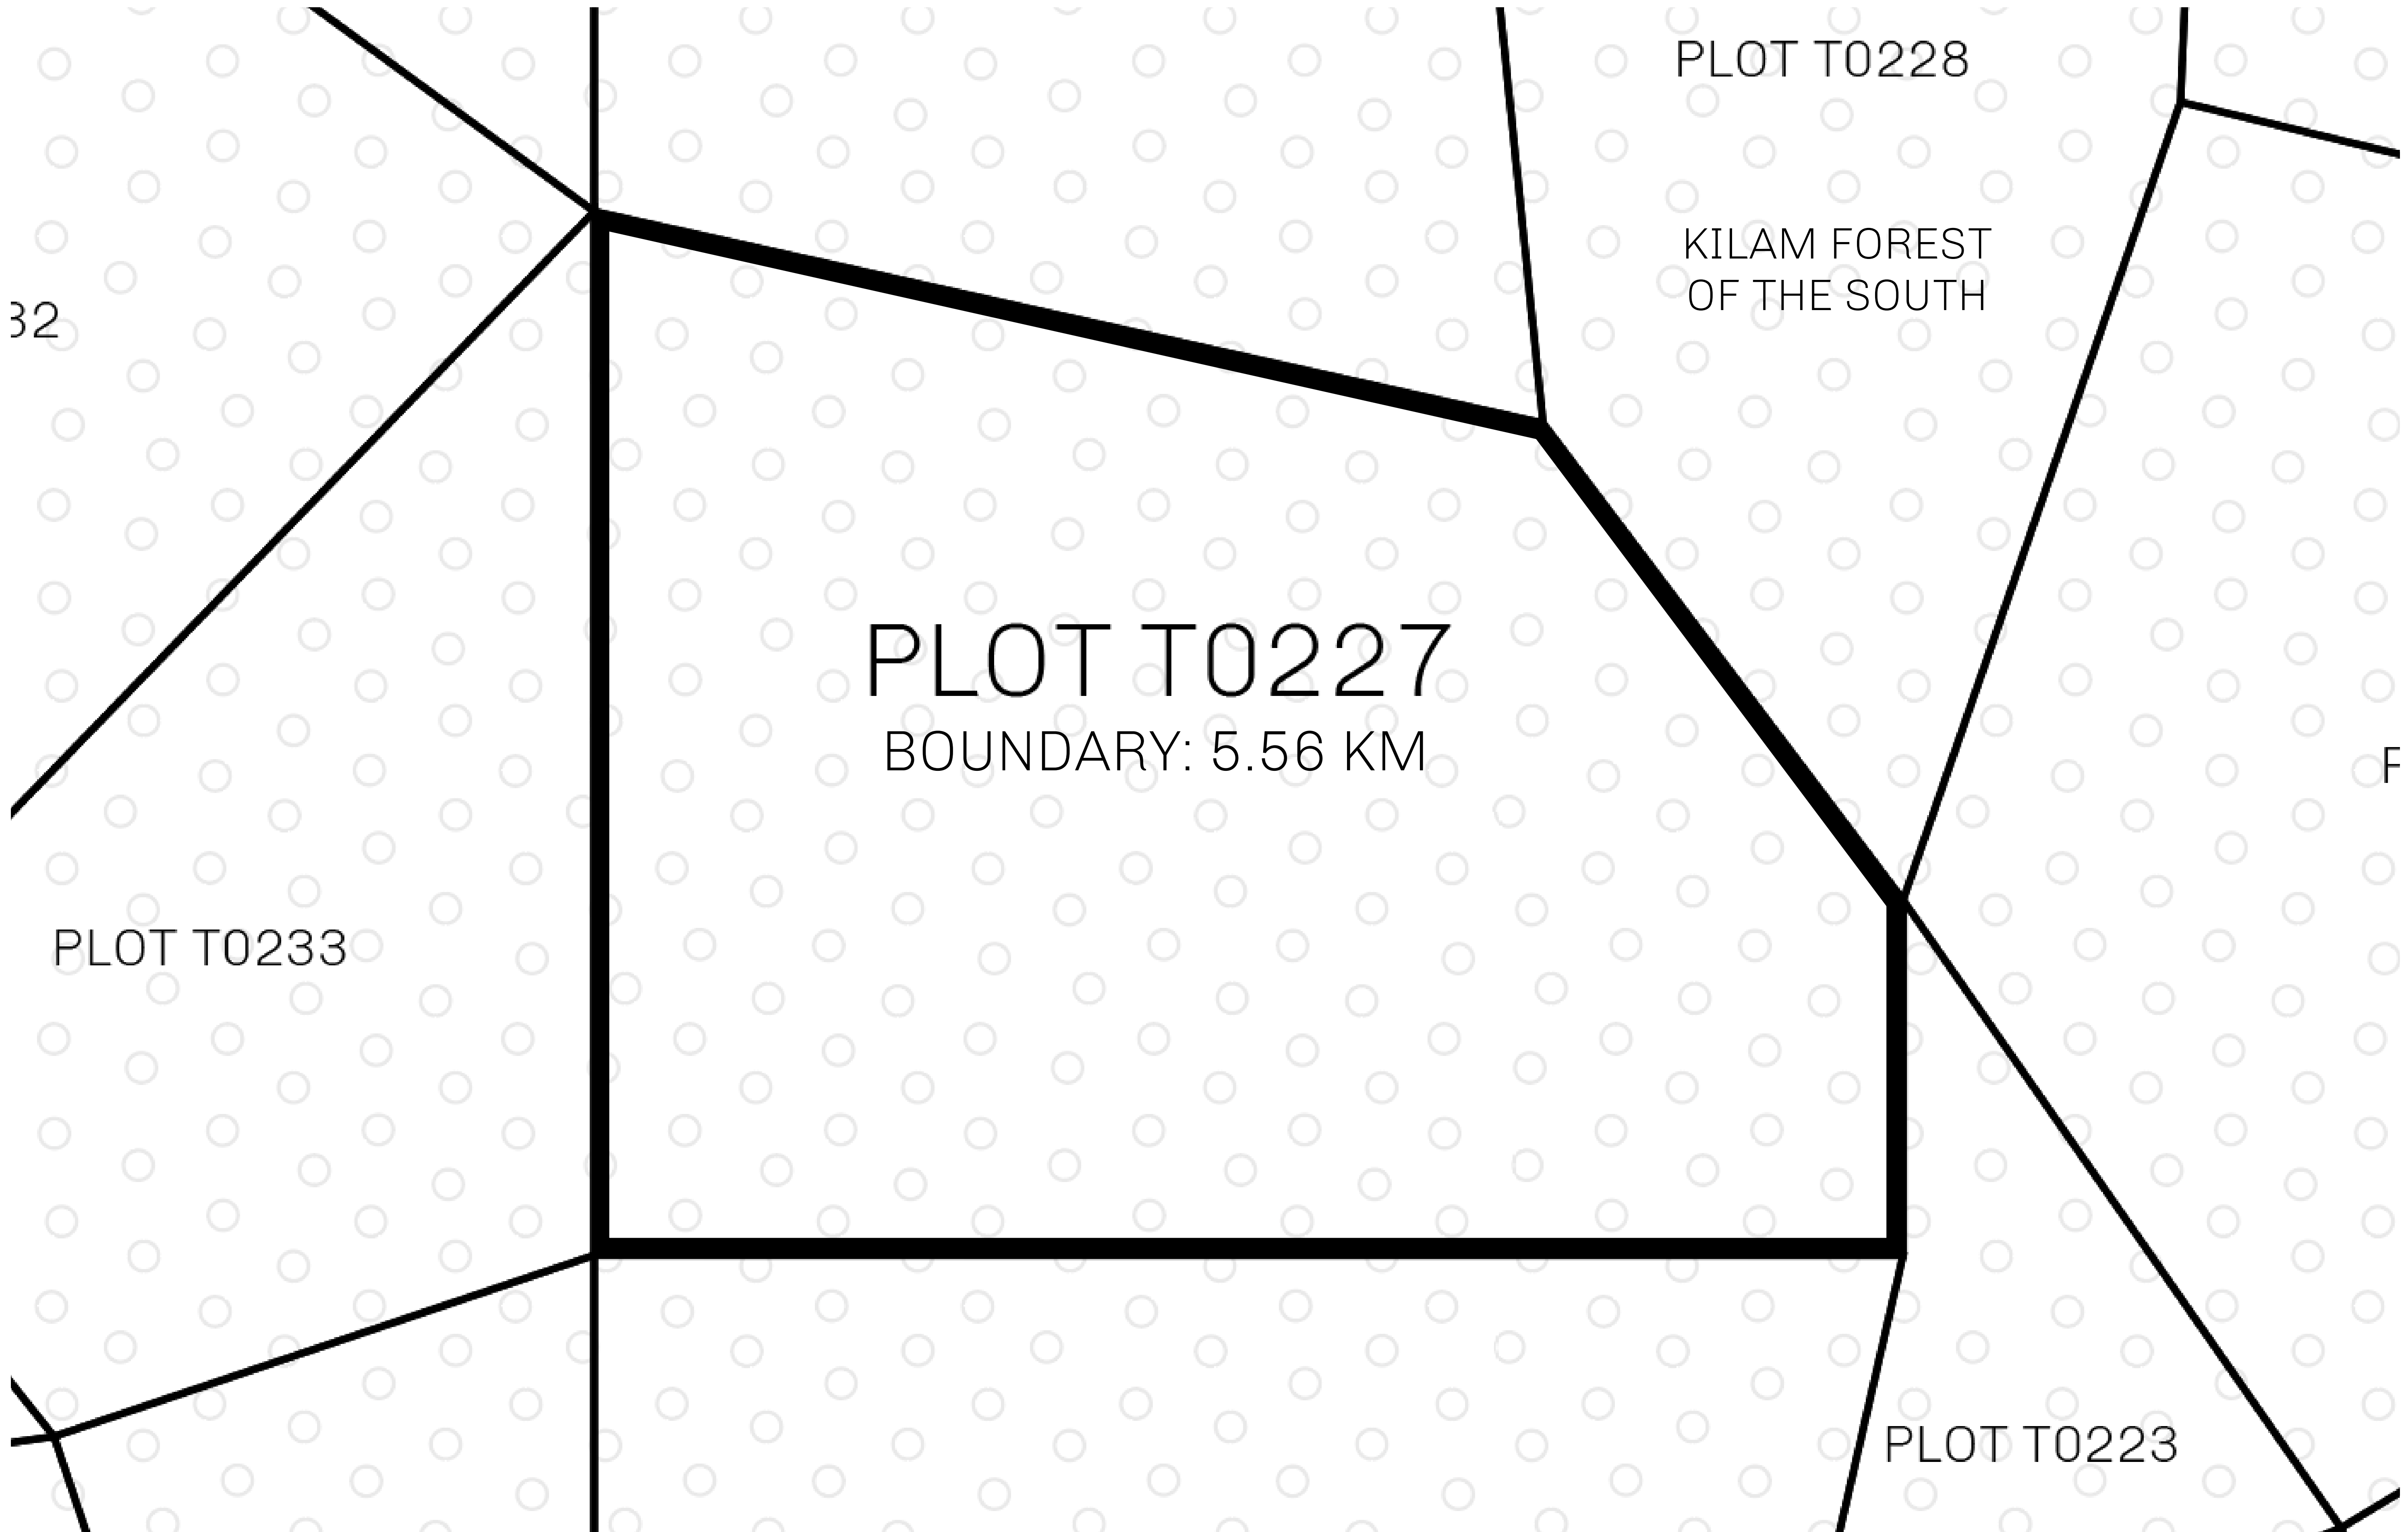 PLOT T0228
KILAM FOREST
OF THE SOUTH
32
PLOT T0227
BOUNDARY: 5.56 KM
PLOT T0233
PLOT T0223